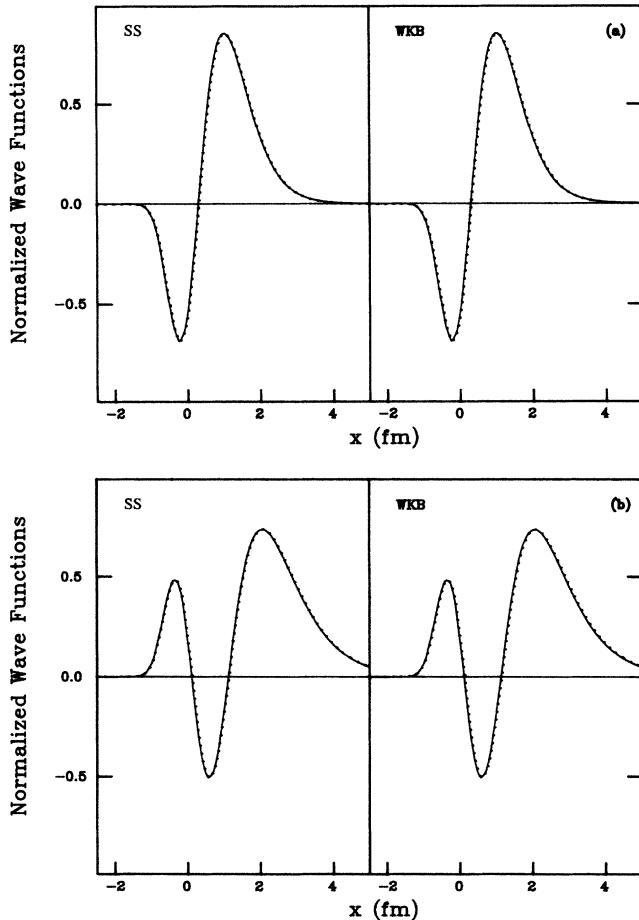 SS
WKB
(a)
Normalized Wave Functions
0.5
0.0
-0.5
-2 0 2 4 -2 0 2 4
x (fm)
x (fm)
SS
WKB
(b)
Normalized Wave Functions
0.5
0.0
-0.5
-2 0 2 4 -2 0 2 4
x (fm)
x (fm)